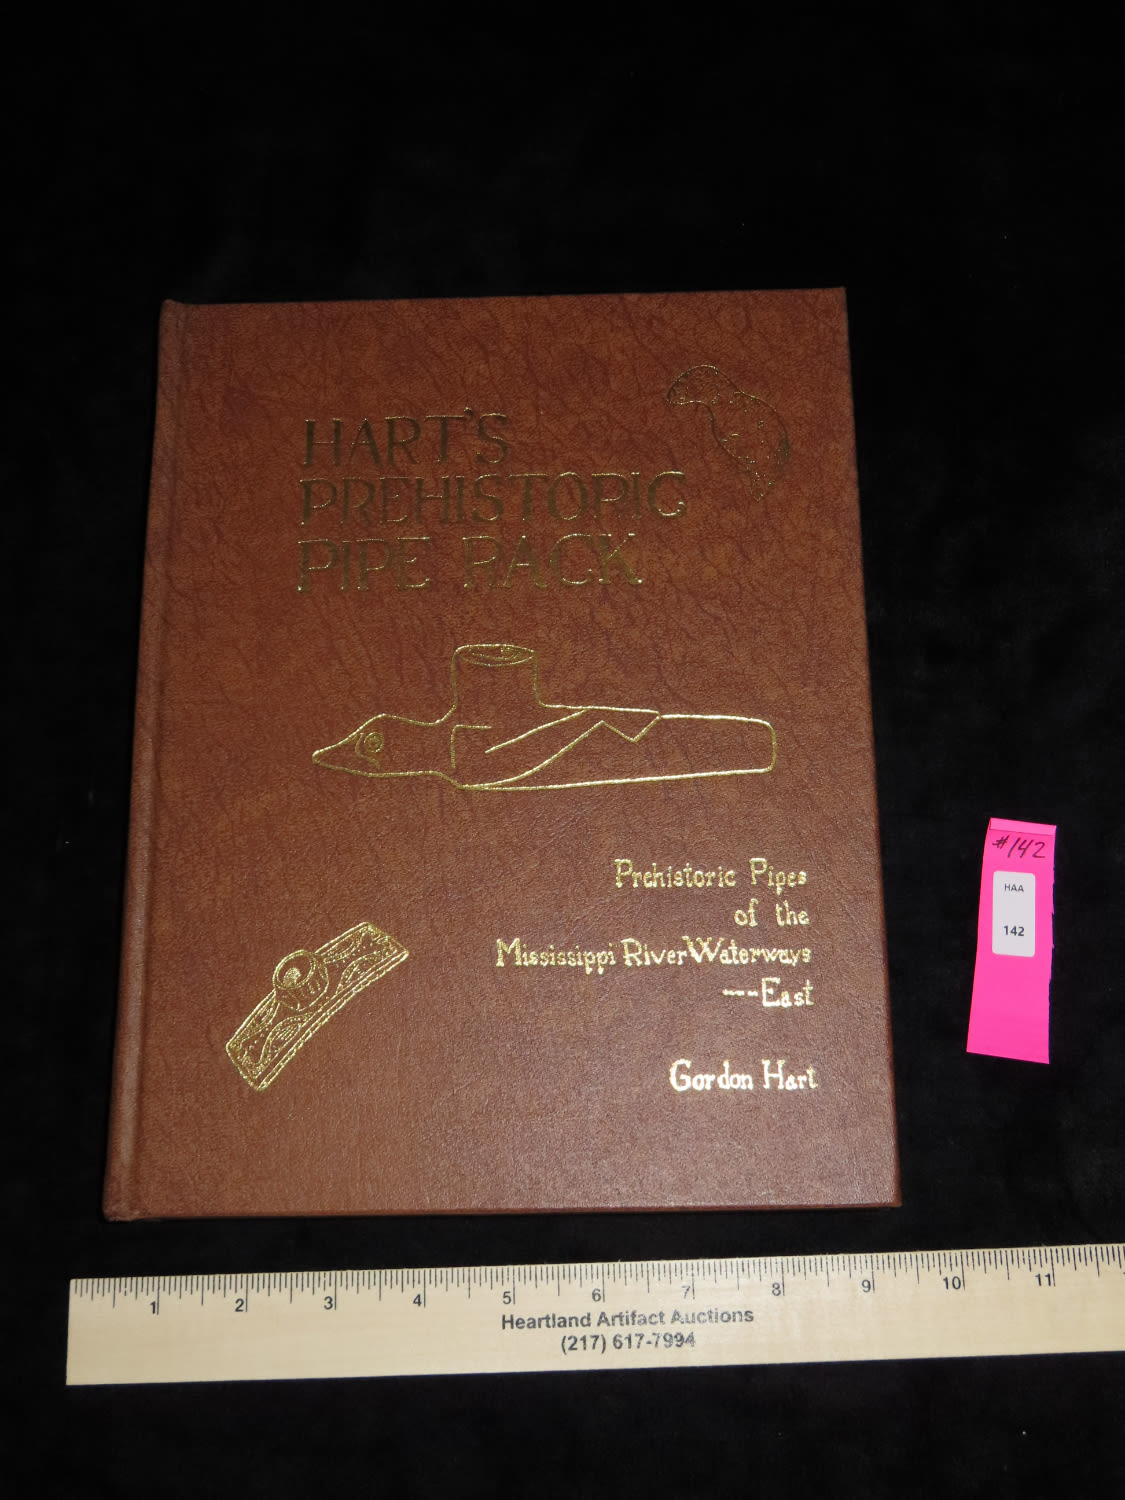 HART'S
PREHISTORIC
PIPE RACK
Prehistoric Pipes
of the
Mississippi River Waterways
---East
Gordon Hart
#142
HAA
142
1 2 3 4 5 6 7 8 9 10 11
Heartland Artifact Auctions
(217) 617-7994